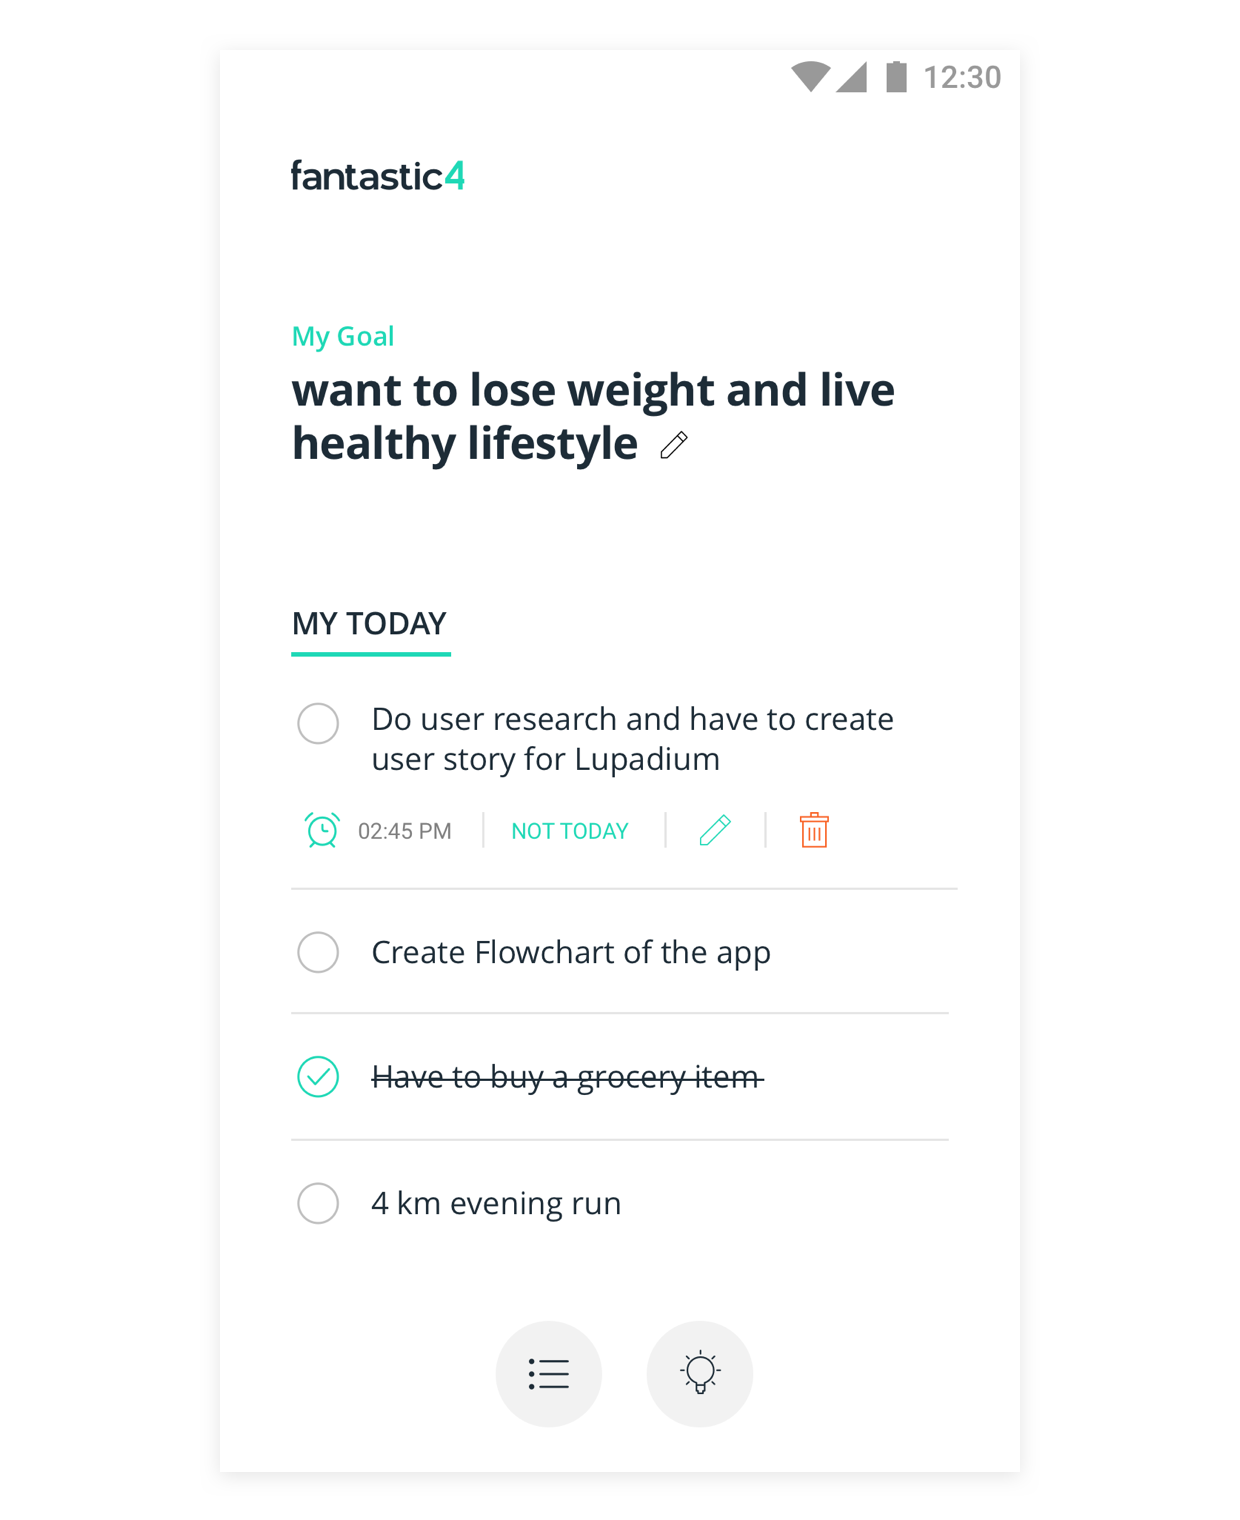 12:30
fantastic4
My Goal
want to lose weight and live
healthy lifestyle
MY TODAY
Do user research and have to create
user story for Lupadium
02:45 PM
NOT TODAY
Create Flowchart of the app
Have to buy a grocery item
4 km evening run